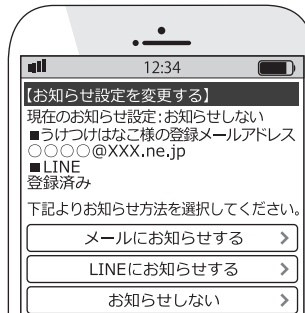 12:34
【お知らせ設定を変更する】
現在のお知らせ設定:お知らせしない
■うけつけはなこ様の登録メールアドレス
○○○○@XXX.ne.jp
■LINE
登録済み
下記よりお知らせ方法を選択してください。
メールにお知らせする >
LINEにお知らせする >
お知らせしない >